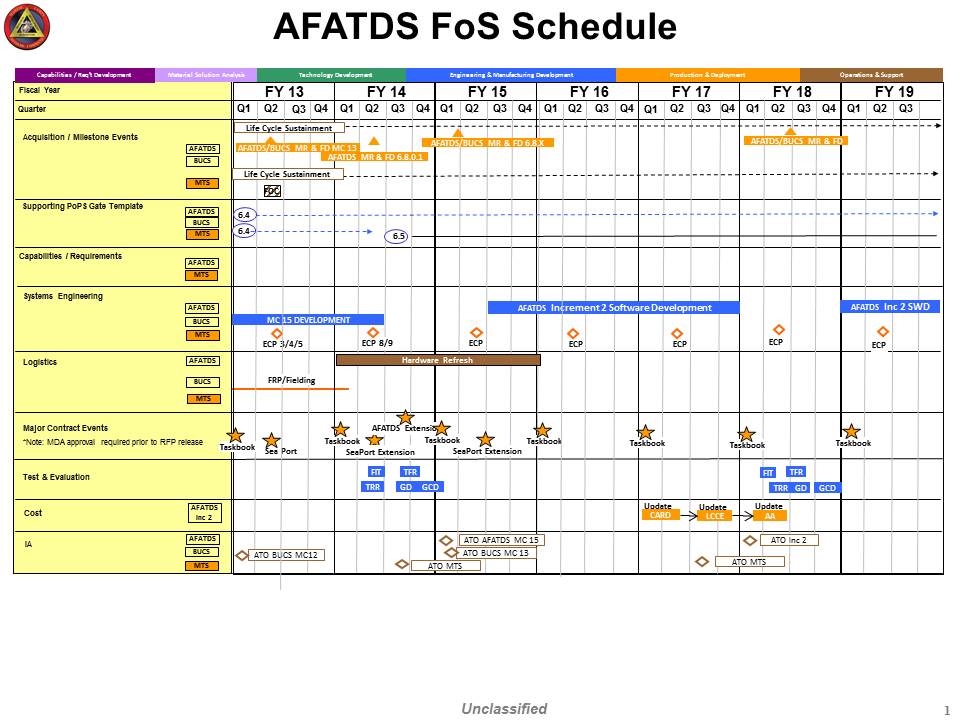 AFATDS FoS Schedule
Capabilities / Req't Development Material Solution Analysis Technology Development Engineering & Manufacturing Development Production & Deployment Operations & Support
Fiscal Year FY 13 FY 14 FY 15 FY 16 FY 17 FY 18 FY 19
Quarter Q1 Q2 Q3 Q4 Q1 Q2 Q3 Q4 Q1 Q2 Q3 Q4 Q1 Q2 Q3 Q4 Q1 Q2 Q3 Q4 Q1 Q2 Q3 Q4 Q1 Q2 Q3
Life Cycle Sustainment
Acquisition / Milestone Events
AFATDS AFATDS/BUCS MR & FD MC 13 AFATDS/BUCS MR & FD 6.8.X AFATDS/BUCS MR & FD
BUCS AFATDS MR & FD 6.8.0.1
Life Cycle Sustainment
MTS
FDC
Supporting PoPS Gate Template
AFATDS 6.4
BUCS
MTS 6.4 6.5
Capabilities / Requirements
AFATDS
MTS
Systems Engineering
AFATDS AFATDS Increment 2 Software Development AFATDS Inc 2 SWD
BUCS MC 15 DEVELOPMENT
MTS
ECP 3/4/5 ECP 8/9 ECP ECP ECP ECP ECP
Logistics AFATDS Hardware Refresh
BUCS FRP/Fielding
MTS
Major Contract Events AFATDS Extensio
*Note: MDA approval required prior to RFP release
Taskbook Taskbook Taskbook Taskbook Taskbook Taskbook Taskbook
Sea Port SeaPort Extension SeaPort Extension
Test & Evaluation FIT TFR FIT TFR
TRR GD GCD TRR GD GCD
Cost AFATDS Inc 2 Update Update Update
CARD LCCE AA
IA AFATDS ATO AFATDS MC 15 ATO Inc 2
BUCS ATO BUCS MC12 ATO BUCS MC 13
MTS ATO MTS ATO MTS
Unclassified
1